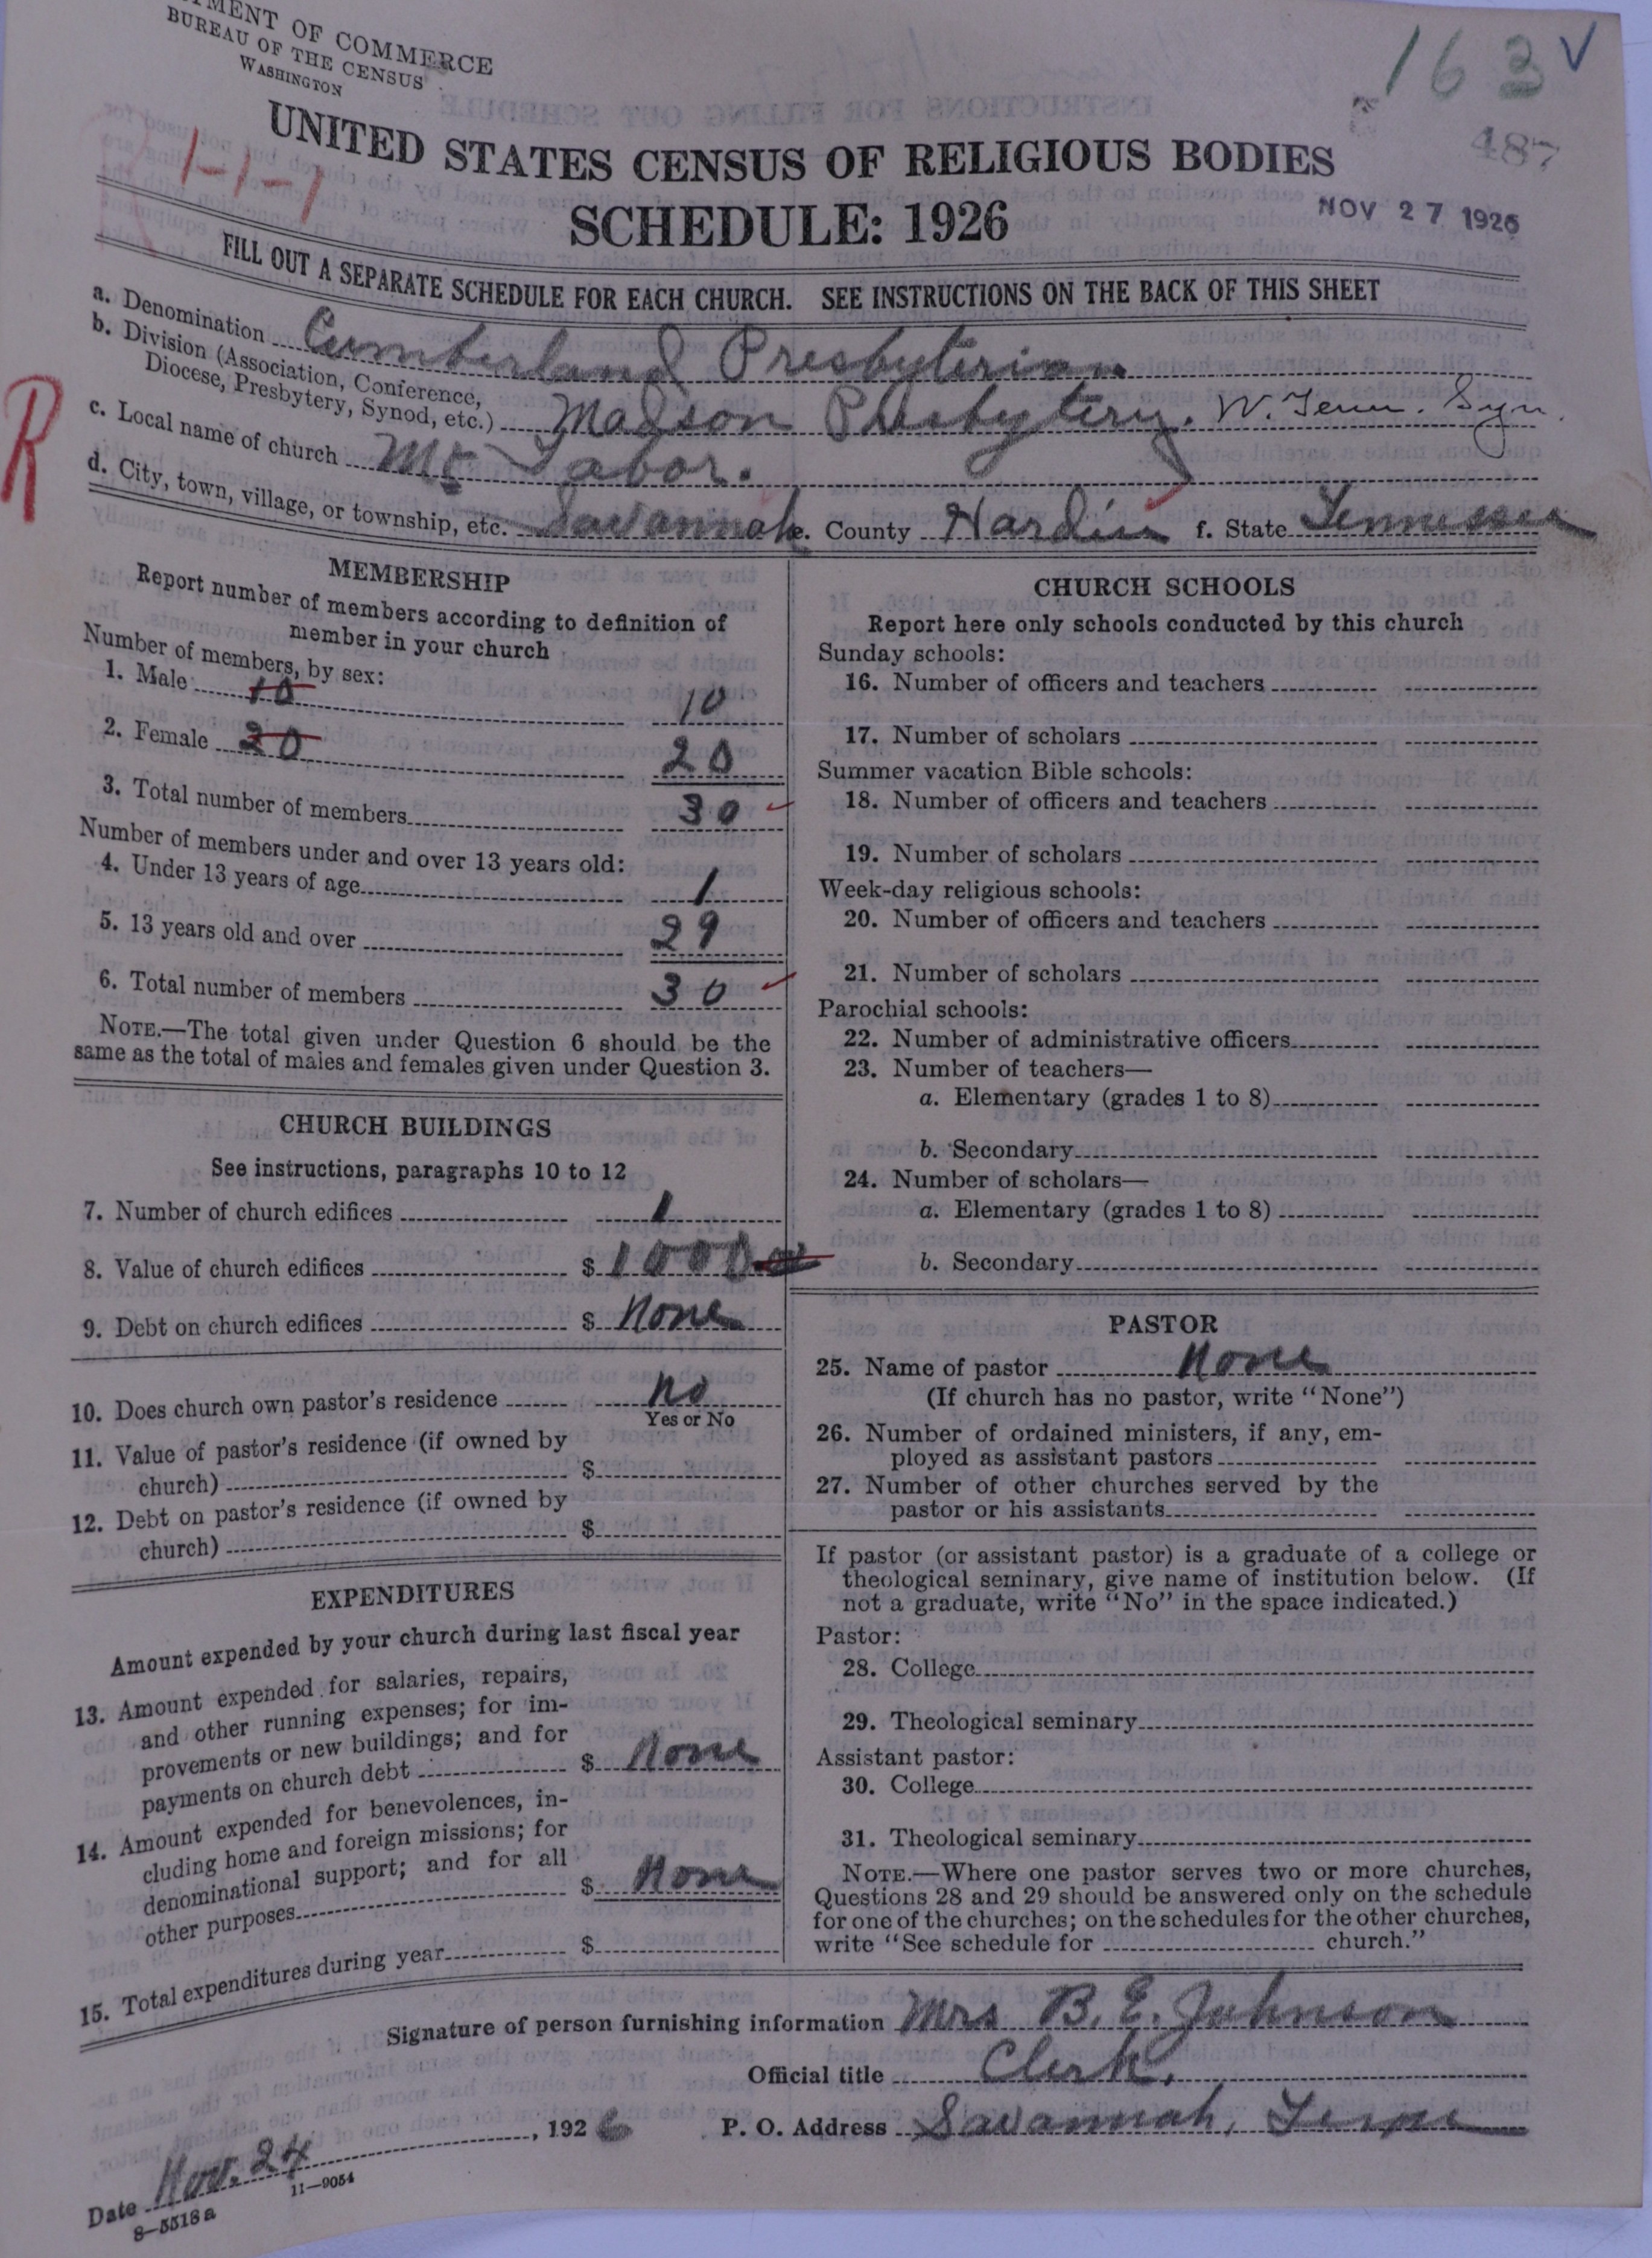 MENT OF COMMERCE
BUREAU OF THE CENSUS
WASHINGTON
163 V
487
1-1-1
UNITED STATES CENSUS OF RELIGIOUS BODIES
SCHEDULE: 1926
NOV 27 1926
FILL OUT A SEPARATE SCHEDULE FOR EACH CHURCH. SEE INSTRUCTIONS ON THE BACK OF THIS SHEET
R
a. Denomination Cumberland Presbyterian
b. Division (Association, Conference,
Diocese, Presbytery, Synod, etc.) Madson Presbytery. W. Tenn. Syn.
c. Local name of church Mt Tabor.
d. City, town, village, or township, etc. Savannah e. County Hardin f. State Tennessee
MEMBERSHIP
Report number of members according to definition of
member in your church
Number of members, by sex:
1. Male 10 10
2. Female 20 20
3. Total number of members 30
Number of members under and over 13 years old:
4. Under 13 years of age 1
5. 13 years old and over 29
6. Total number of members 30
NOTE.—The total given under Question 6 should be the
same as the total of males and females given under Question 3.
CHURCH BUILDINGS
See instructions, paragraphs 10 to 12
7. Number of church edifices 1
8. Value of church edifices $ 1000
9. Debt on church edifices $ None
10. Does church own pastor's residence no
Yes or No
11. Value of pastor's residence (if owned by
church) $
12. Debt on pastor's residence (if owned by
church) $
EXPENDITURES
Amount expended by your church during last fiscal year
13. Amount expended for salaries, repairs,
and other running expenses; for im-
provements or new buildings; and for
payments on church debt $ None
14. Amount expended for benevolences, in-
cluding home and foreign missions; for
denominational support; and for all
other purposes $ None
15. Total expenditures during year $
CHURCH SCHOOLS
Report here only schools conducted by this church
Sunday schools:
16. Number of officers and teachers
17. Number of scholars
Summer vacation Bible schools:
18. Number of officers and teachers
19. Number of scholars
Week-day religious schools:
20. Number of officers and teachers
21. Number of scholars
Parochial schools:
22. Number of administrative officers
23. Number of teachers—
a. Elementary (grades 1 to 8)
b. Secondary
24. Number of scholars—
a. Elementary (grades 1 to 8)
b. Secondary
PASTOR
25. Name of pastor None
(If church has no pastor, write "None")
26. Number of ordained ministers, if any, em-
ployed as assistant pastors
27. Number of other churches served by the
pastor or his assistants
If pastor (or assistant pastor) is a graduate of a college or
theological seminary, give name of institution below. (If
not a graduate, write "No" in the space indicated.)
Pastor:
28. College
29. Theological seminary
Assistant pastor:
30. College
31. Theological seminary
NOTE.—Where one pastor serves two or more churches,
Questions 28 and 29 should be answered only on the schedule
for one of the churches; on the schedules for the other churches,
write "See schedule for church."
Signature of person furnishing information Mrs B. E. Johnson
Official title Clerk.
Date Nov. 24, 1926 P. O. Address Savannah, Tenn
8-5518a 11-9054